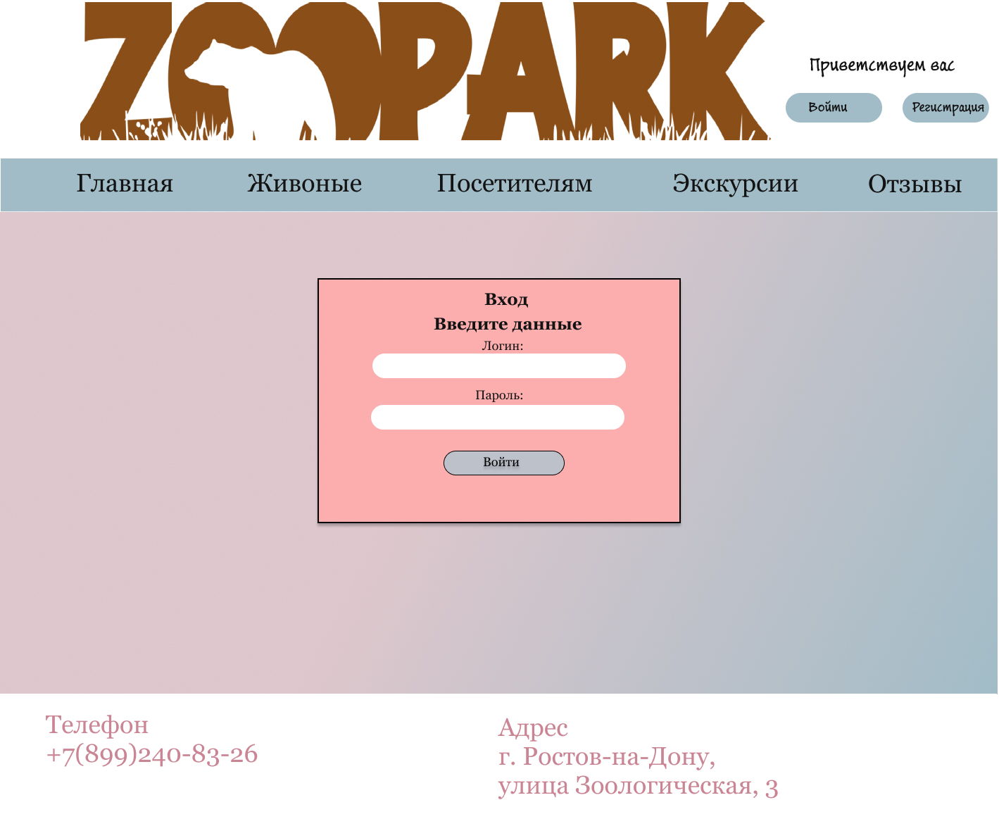 ZOOPARK
Приветствуем вас
Войти
Регистрация
Главная
Живоные
Посетителям
Экскурсии
Отзывы
Вход
Введите данные
Логин:
Пароль:
Войти
Телефон
+7(899)240-83-26
Адрес
г. Ростов-на-Дону,
улица Зоологическая, 3